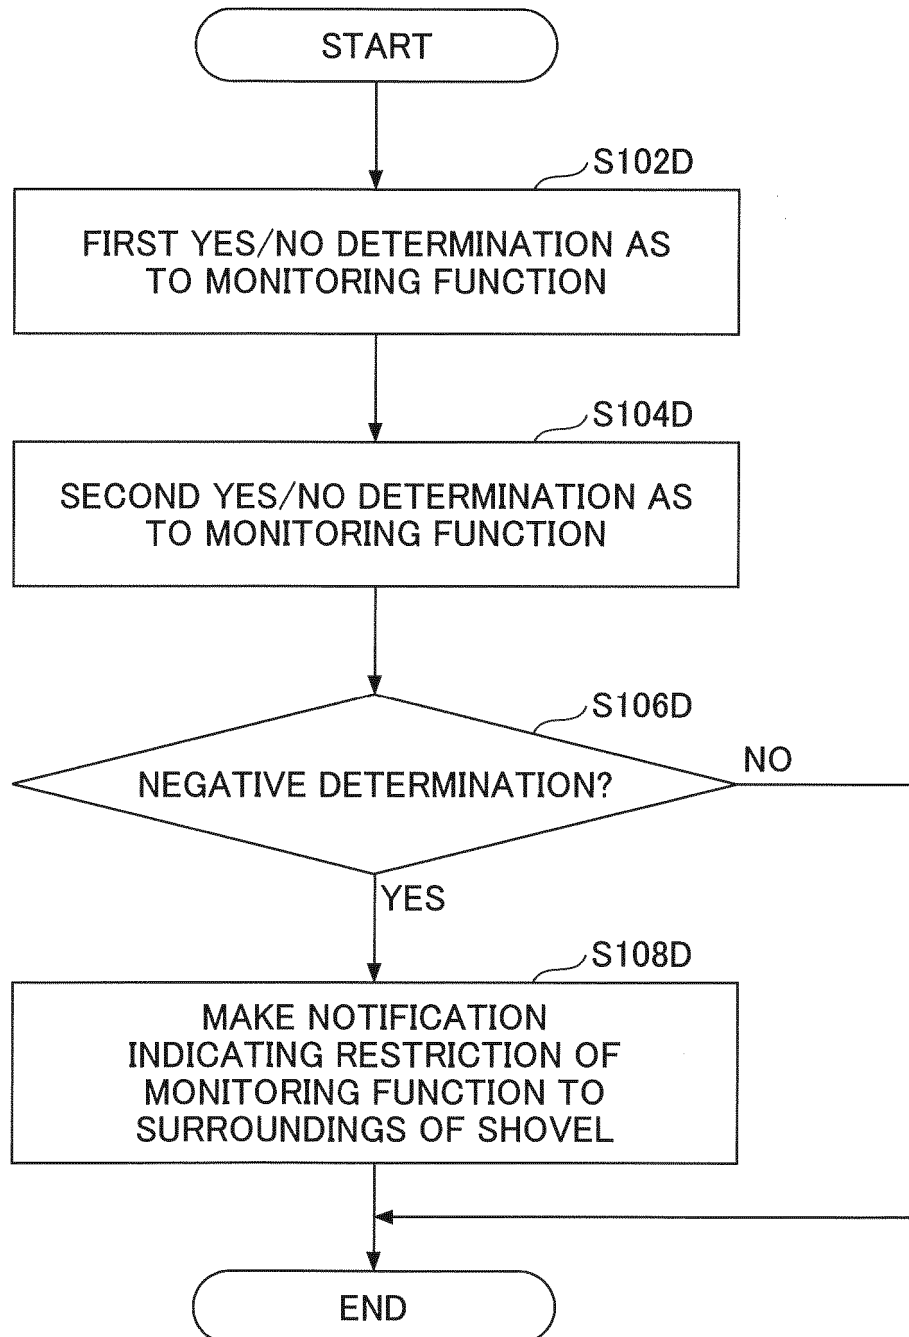 START
S102D
FIRST YES/NO DETERMINATION AS
TO MONITORING FUNCTION
S104D
SECOND YES/NO DETERMINATION AS
TO MONITORING FUNCTION
S106D
NEGATIVE DETERMINATION?
NO
YES
S108D
MAKE NOTIFICATION
INDICATING RESTRICTION OF
MONITORING FUNCTION TO
SURROUNDINGS OF SHOVEL
END